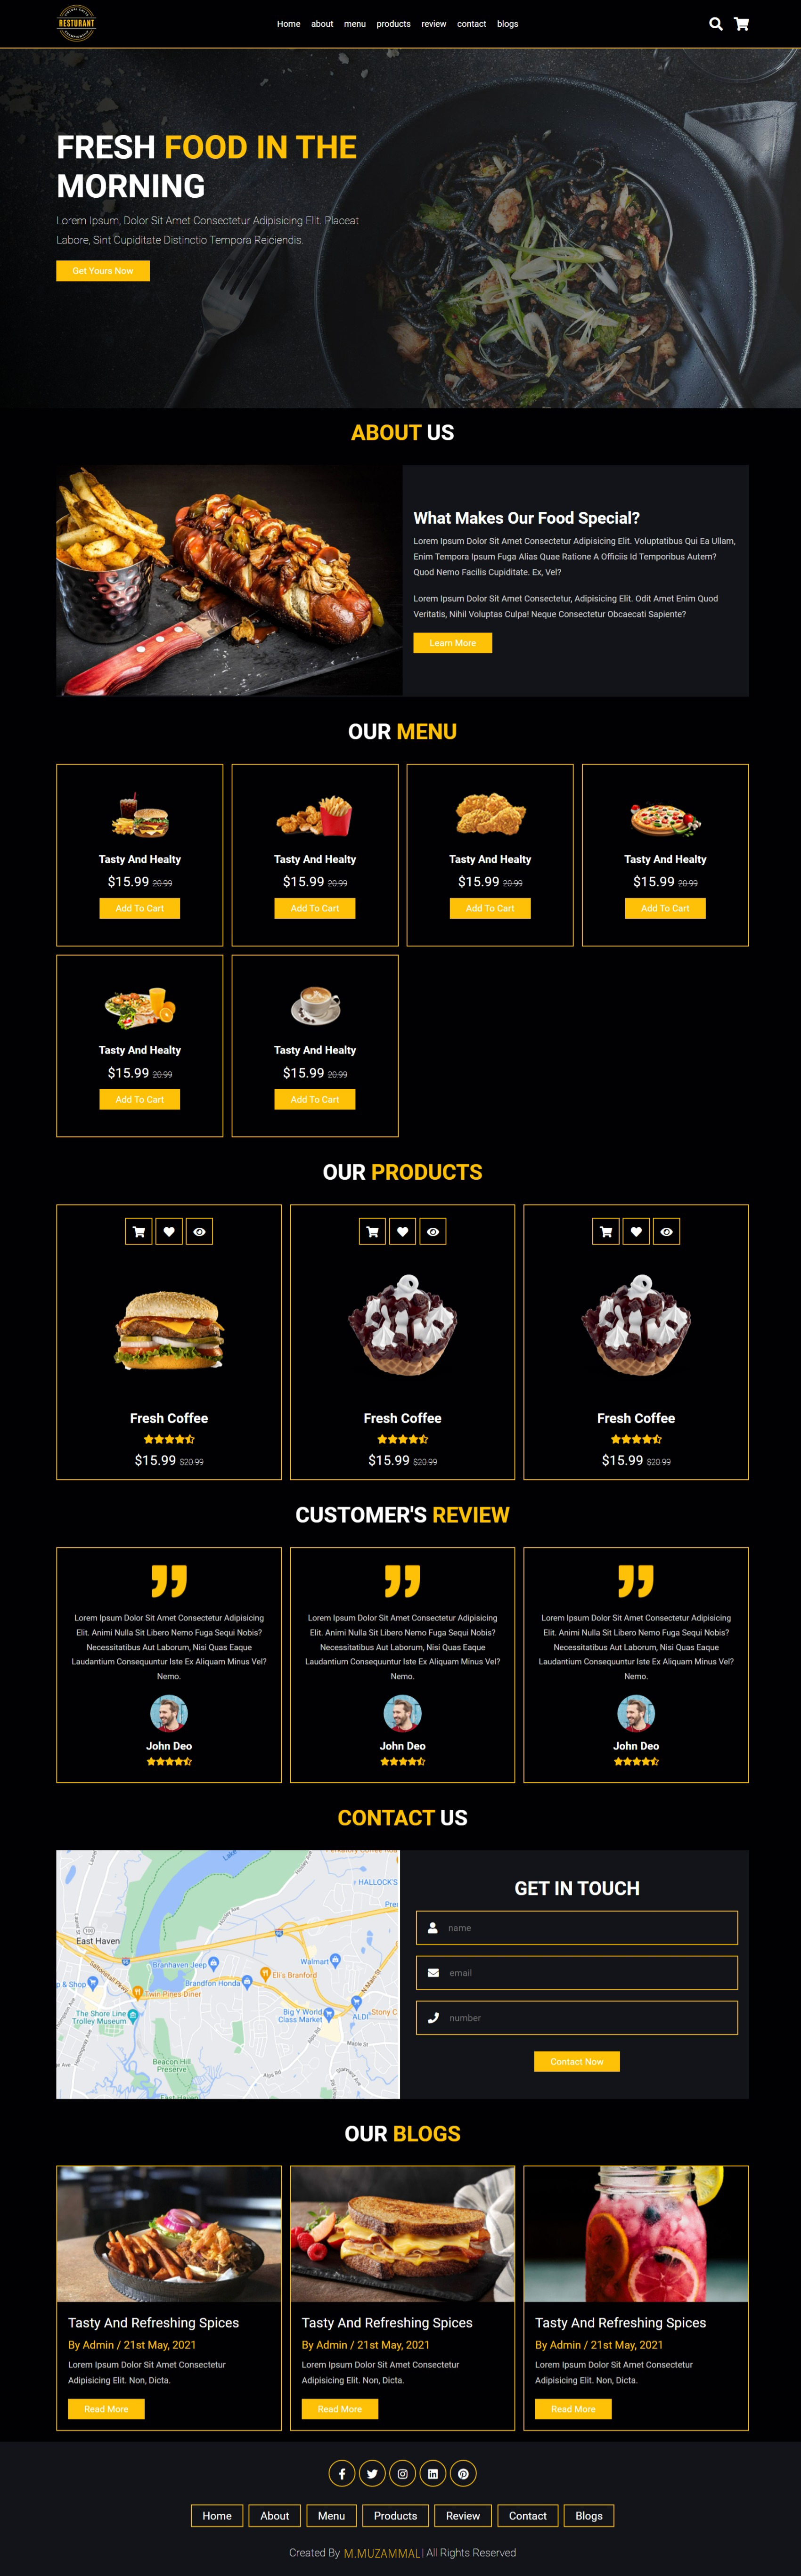 RESTURANT
Home about menu products review contact blogs
FRESH FOOD IN THE
MORNING
Lorem Ipsum, Dolor Sit Amet Consectetur Adipisicing Elit. Placeat
Labore, Sint Cupiditate Distinctio Tempora Reiciendis.
Get Yours Now
ABOUT US
What Makes Our Food Special?
Lorem Ipsum Dolor Sit Amet Consectetur Adipisicing Elit. Voluptatibus Qui Ea Ullam,
Enim Tempora Ipsum Fuga Alias Quae Ratione A Officiis Id Temporibus Autem?
Quod Nemo Facilis Cupiditate. Ex, Vel?
Lorem Ipsum Dolor Sit Amet Consectetur, Adipisicing Elit. Odit Amet Enim Quod
Veritatis, Nihil Voluptas Culpa! Neque Consectetur Obcaecati Sapiente?
Learn More
OUR MENU
Tasty And Healty
$15.99 20.99
Add To Cart
Tasty And Healty
$15.99 20.99
Add To Cart
Tasty And Healty
$15.99 20.99
Add To Cart
Tasty And Healty
$15.99 20.99
Add To Cart
Tasty And Healty
$15.99 20.99
Add To Cart
Tasty And Healty
$15.99 20.99
Add To Cart
OUR PRODUCTS
Fresh Coffee
$15.99 $20.99
Fresh Coffee
$15.99 $20.99
Fresh Coffee
$15.99 $20.99
CUSTOMER'S REVIEW
Lorem Ipsum Dolor Sit Amet Consectetur Adipisicing
Elit. Animi Nulla Sit Libero Nemo Fuga Sequi Nobis?
Necessitatibus Aut Laborum, Nisi Quas Eaque
Laudantium Consequuntur Iste Ex Aliquam Minus Vel?
Nemo.
John Deo
Lorem Ipsum Dolor Sit Amet Consectetur Adipisicing
Elit. Animi Nulla Sit Libero Nemo Fuga Sequi Nobis?
Necessitatibus Aut Laborum, Nisi Quas Eaque
Laudantium Consequuntur Iste Ex Aliquam Minus Vel?
Nemo.
John Deo
Lorem Ipsum Dolor Sit Amet Consectetur Adipisicing
Elit. Animi Nulla Sit Libero Nemo Fuga Sequi Nobis?
Necessitatibus Aut Laborum, Nisi Quas Eaque
Laudantium Consequuntur Iste Ex Aliquam Minus Vel?
Nemo.
John Deo
CONTACT US
HALLOCK'S
East Haven
Branhaven Jeep
Walmart
Eli's Branford
Brandfon Honda
p & Shop
Twin Pines Diner
The Shore Line
Trolley Museum
Big Y World
Class Market
ALDI
Stony C
N Main St
Maple St
Alps Rd
Beacon Hill
Preserve
East Haven
GET IN TOUCH
name
email
number
Contact Now
OUR BLOGS
Tasty And Refreshing Spices
By Admin / 21st May, 2021
Lorem Ipsum Dolor Sit Amet Consectetur
Adipisicing Elit. Non, Dicta.
Read More
Tasty And Refreshing Spices
By Admin / 21st May, 2021
Lorem Ipsum Dolor Sit Amet Consectetur
Adipisicing Elit. Non, Dicta.
Read More
Tasty And Refreshing Spices
By Admin / 21st May, 2021
Lorem Ipsum Dolor Sit Amet Consectetur
Adipisicing Elit. Non, Dicta.
Read More
Home About Menu Products Review Contact Blogs
Created By M.MUZAMMAL | All Rights Reserved